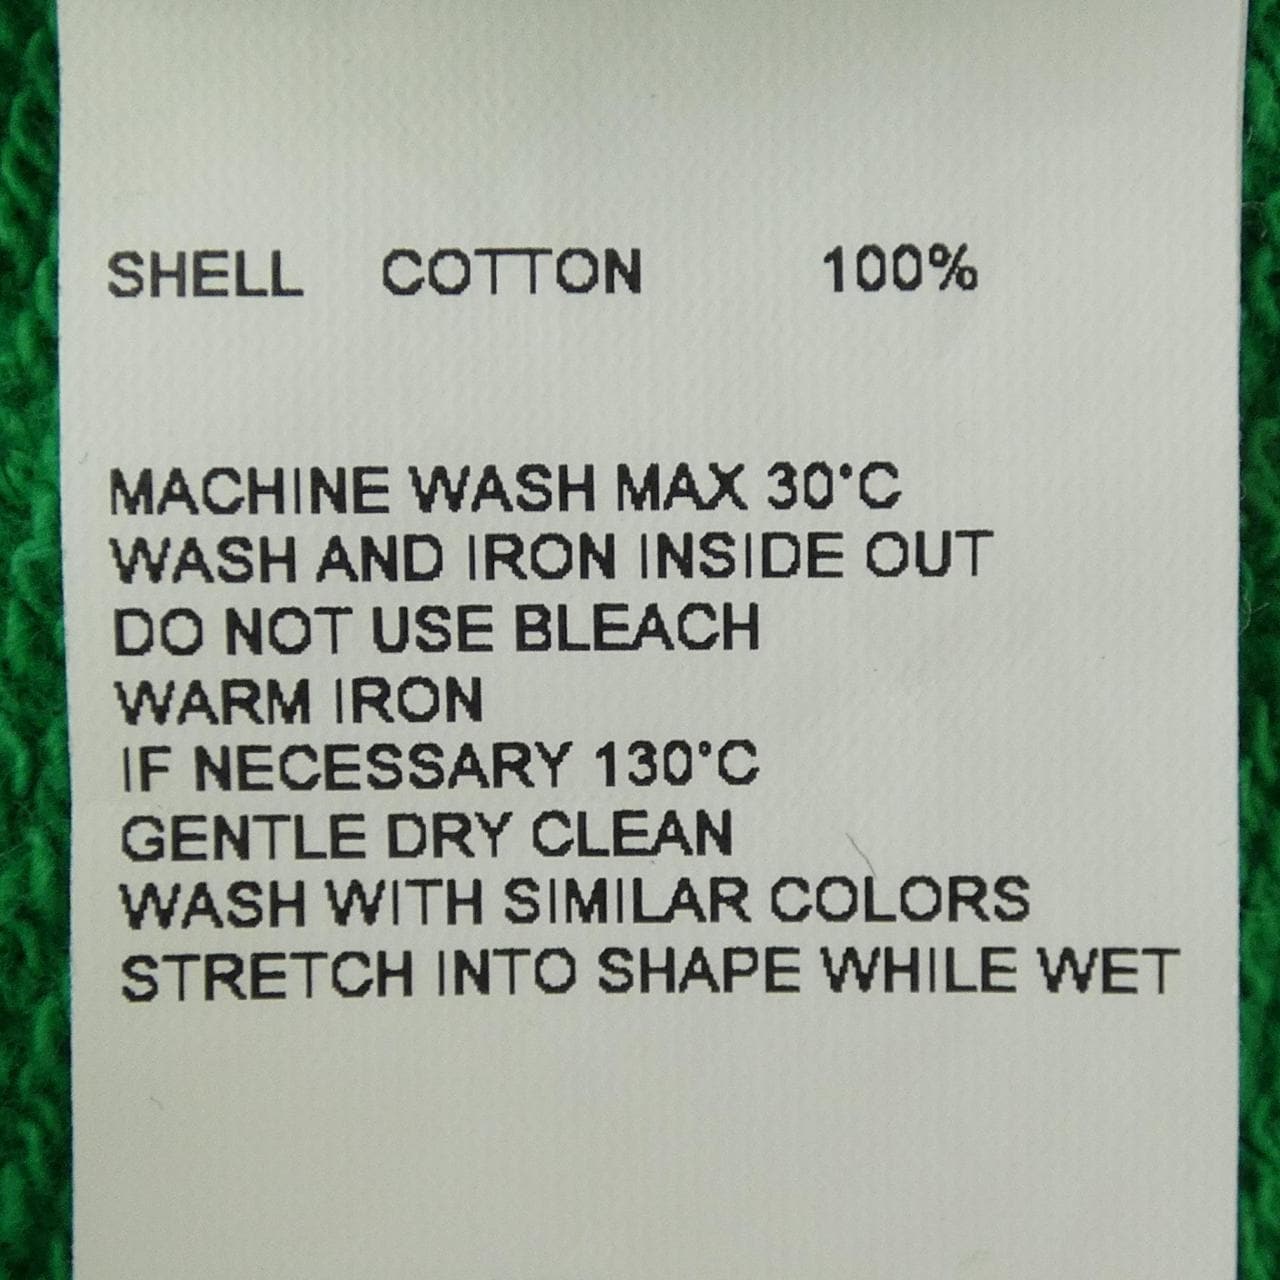 SHELL COTTON 100%
MACHINE WASH MAX 30°C
WASH AND IRON INSIDE OUT
DO NOT USE BLEACH
WARM IRON
IF NECESSARY 130°C
GENTLE DRY CLEAN
WASH WITH SIMILAR COLORS
STRETCH INTO SHAPE WHILE WET